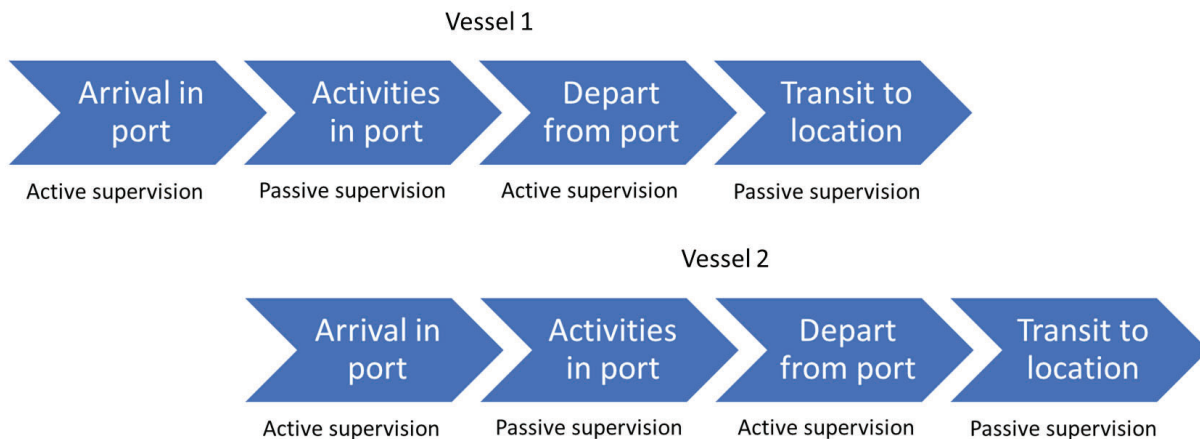 Vessel 1
Arrival in
port
Activities
in port
Depart
from port
Transit to
location
Active supervision
Passive supervision
Active supervision
Passive supervision
Vessel 2
Arrival in
port
Activities
in port
Depart
from port
Transit to
location
Active supervision
Passive supervision
Active supervision
Passive supervision